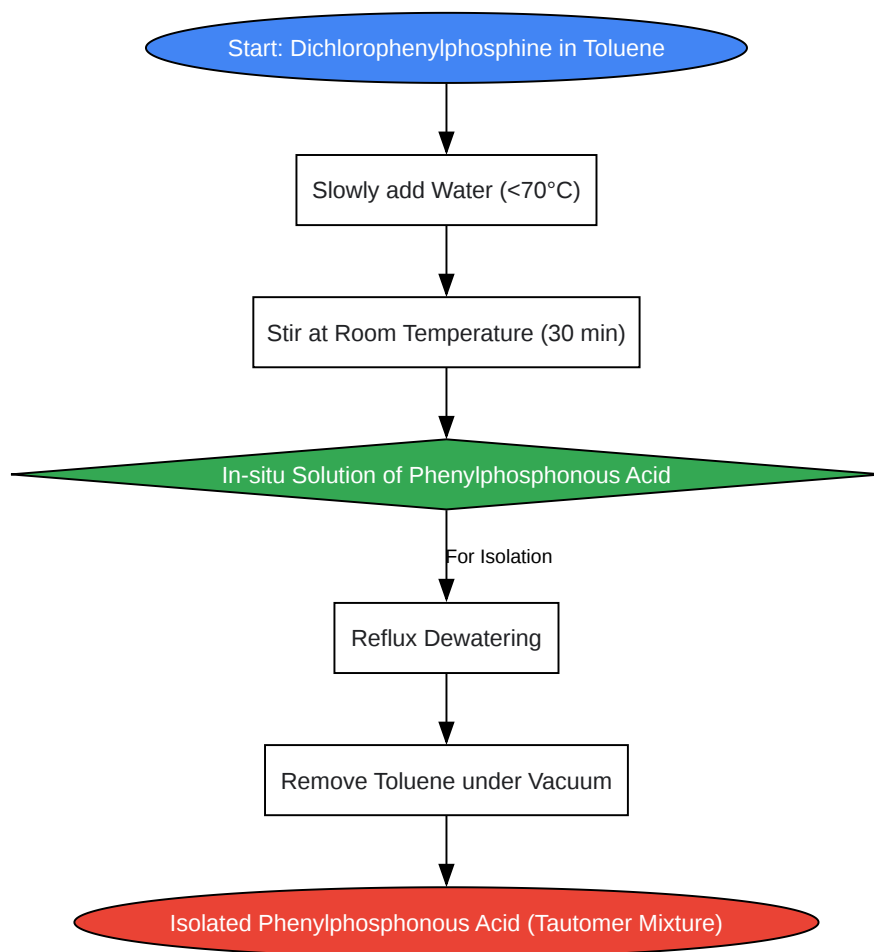 Start: Dichlorophenylphosphine in Toluene
Slowly add Water (<70°C)
Stir at Room Temperature (30 min)
In-situ Solution of Phenylphosphonous Acid
For Isolation
Reflux Dewatering
Remove Toluene under Vacuum
Isolated Phenylphosphonous Acid (Tautomer Mixture)